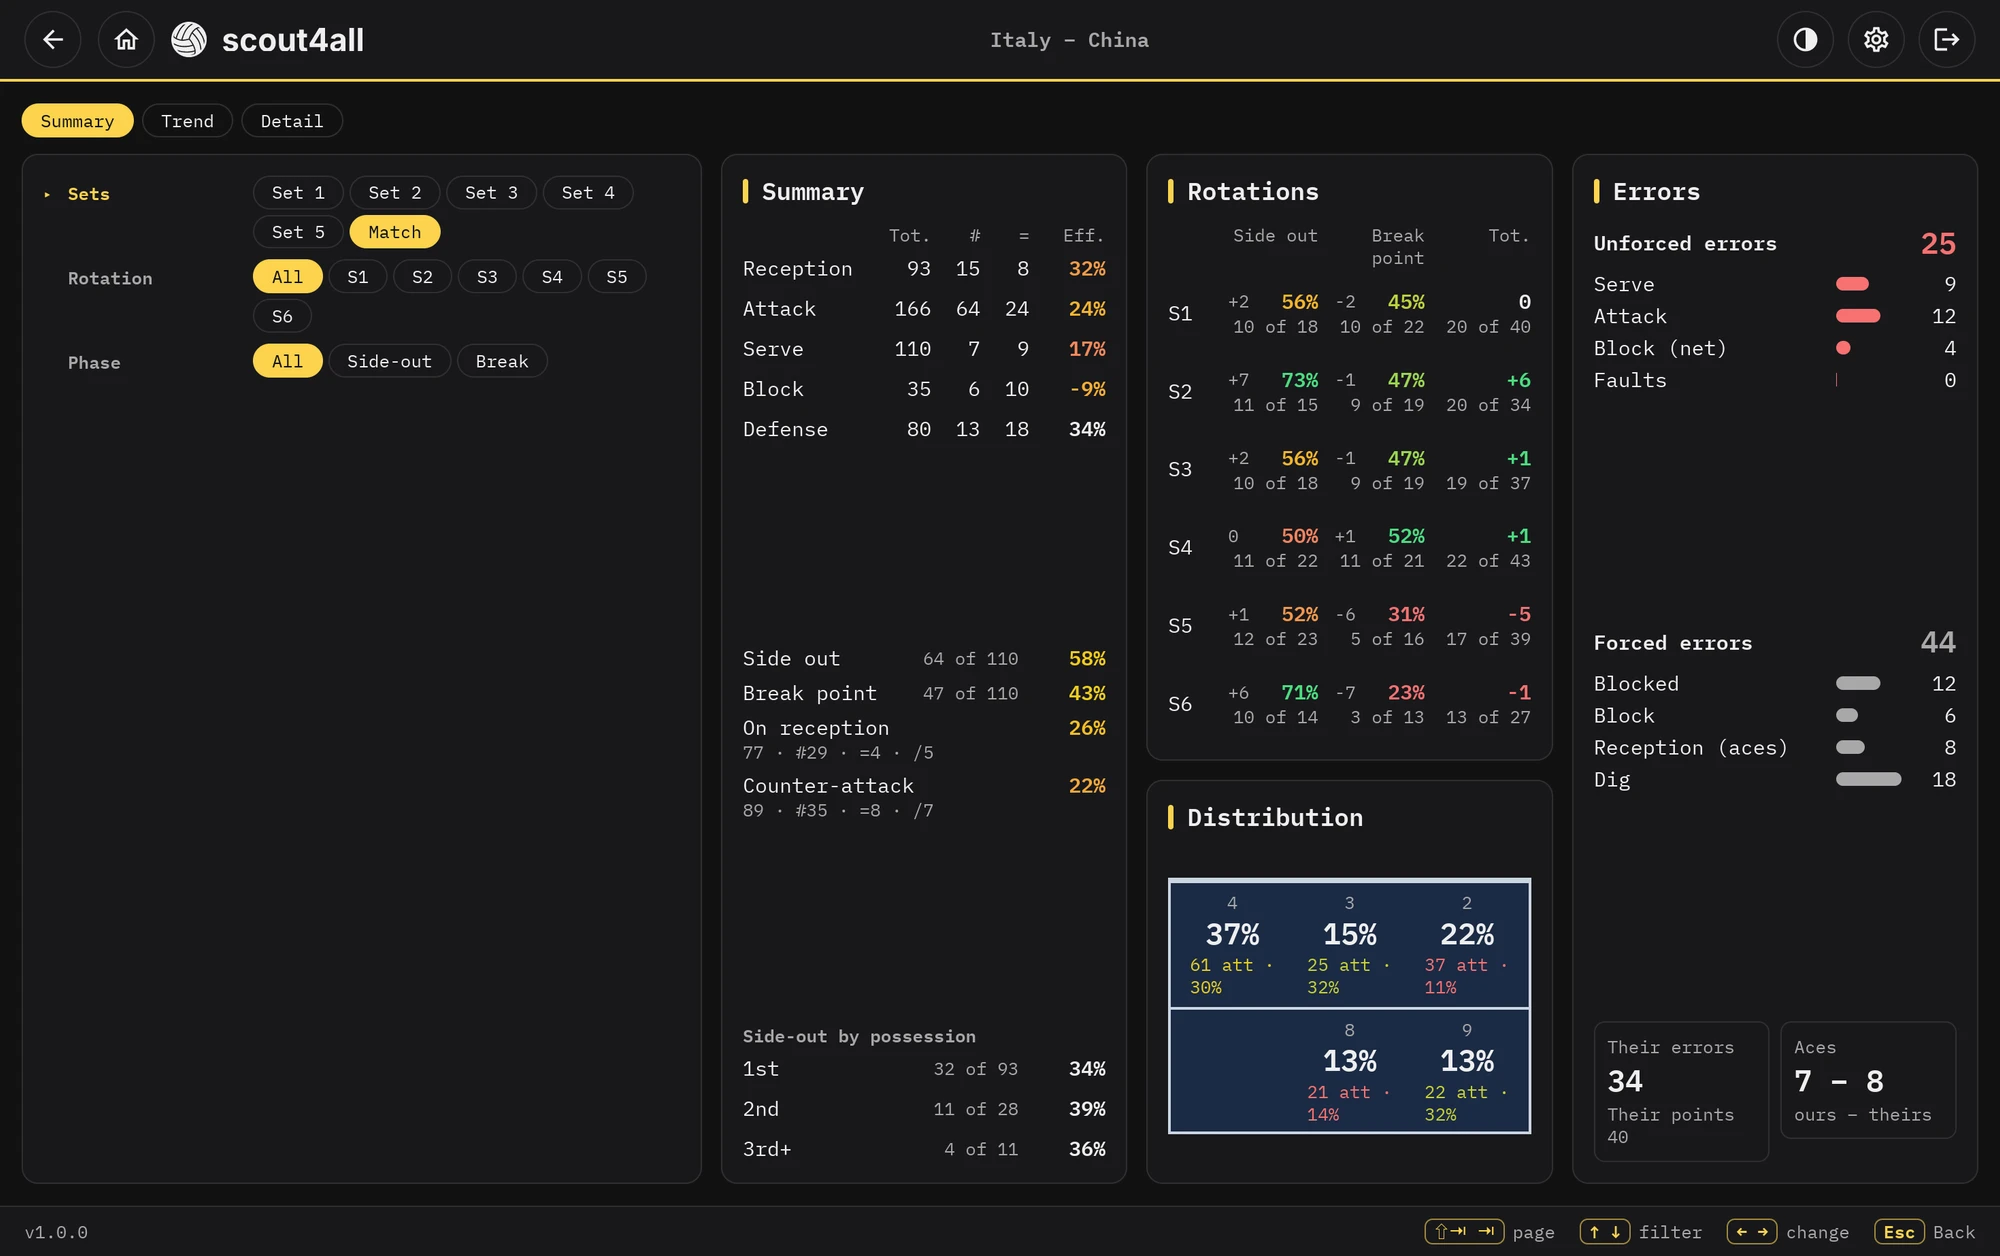 scout4all
Italy – China
Summary Trend Detail
▸ Sets
Set 1 Set 2 Set 3 Set 4
Set 5 Match
Rotation
All S1 S2 S3 S4 S5
S6
Phase
All Side-out Break
Summary
Tot. # = Eff.
Reception 93 15 8 32%
Attack 166 64 24 24%
Serve 110 7 9 17%
Block 35 6 10 -9%
Defense 80 13 18 34%
Side out 64 of 110 58%
Break point 47 of 110 43%
On reception 26%
77 · #29 · =4 · /5
Counter-attack 22%
89 · #35 · =8 · /7
Side-out by possession
1st 32 of 93 34%
2nd 11 of 28 39%
3rd+ 4 of 11 36%
Rotations
Side out Break point Tot.
S1 +2 56% -2 45% 0
10 of 18 10 of 22 20 of 40
S2 +7 73% -1 47% +6
11 of 15 9 of 19 20 of 34
S3 +2 56% -1 47% +1
10 of 18 9 of 19 19 of 37
S4 0 50% +1 52% +1
11 of 22 11 of 21 22 of 43
S5 +1 52% -6 31% -5
12 of 23 5 of 16 17 of 39
S6 +6 71% -7 23% -1
10 of 14 3 of 13 13 of 27
Distribution
4 3 2
37% 15% 22%
61 att · 25 att · 37 att ·
30% 32% 11%
8 9
13% 13%
21 att · 22 att ·
14% 32%
Errors
Unforced errors 25
Serve 9
Attack 12
Block (net) 4
Faults 0
Forced errors 44
Blocked 12
Block 6
Reception (aces) 8
Dig 18
Their errors
34
Their points
40
Aces
7 – 8
ours – theirs
v1.0.0
⇧⇥ ⇥ page ↑ ↓ filter ← → change Esc Back